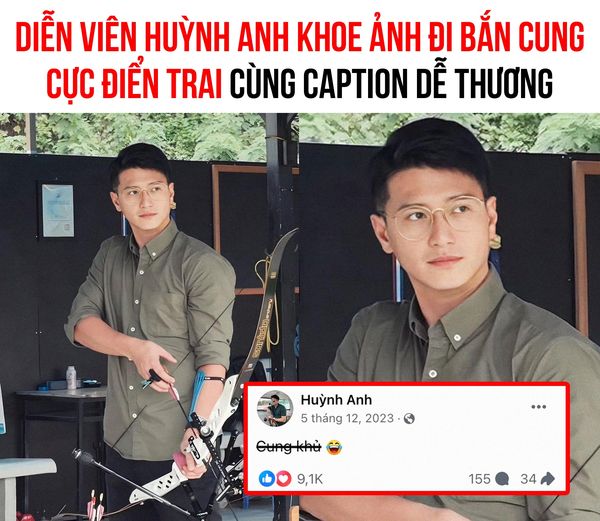 DIỄN VIÊN HUỲNH ANH KHOE ẢNH ĐI BẮN CUNG
CỰC ĐIỂN TRAI CÙNG CAPTION DỄ THƯƠNG
Huỳnh Anh
5 tháng 12, 2023 ·
Cung khủ 😂
9,1K
155
34